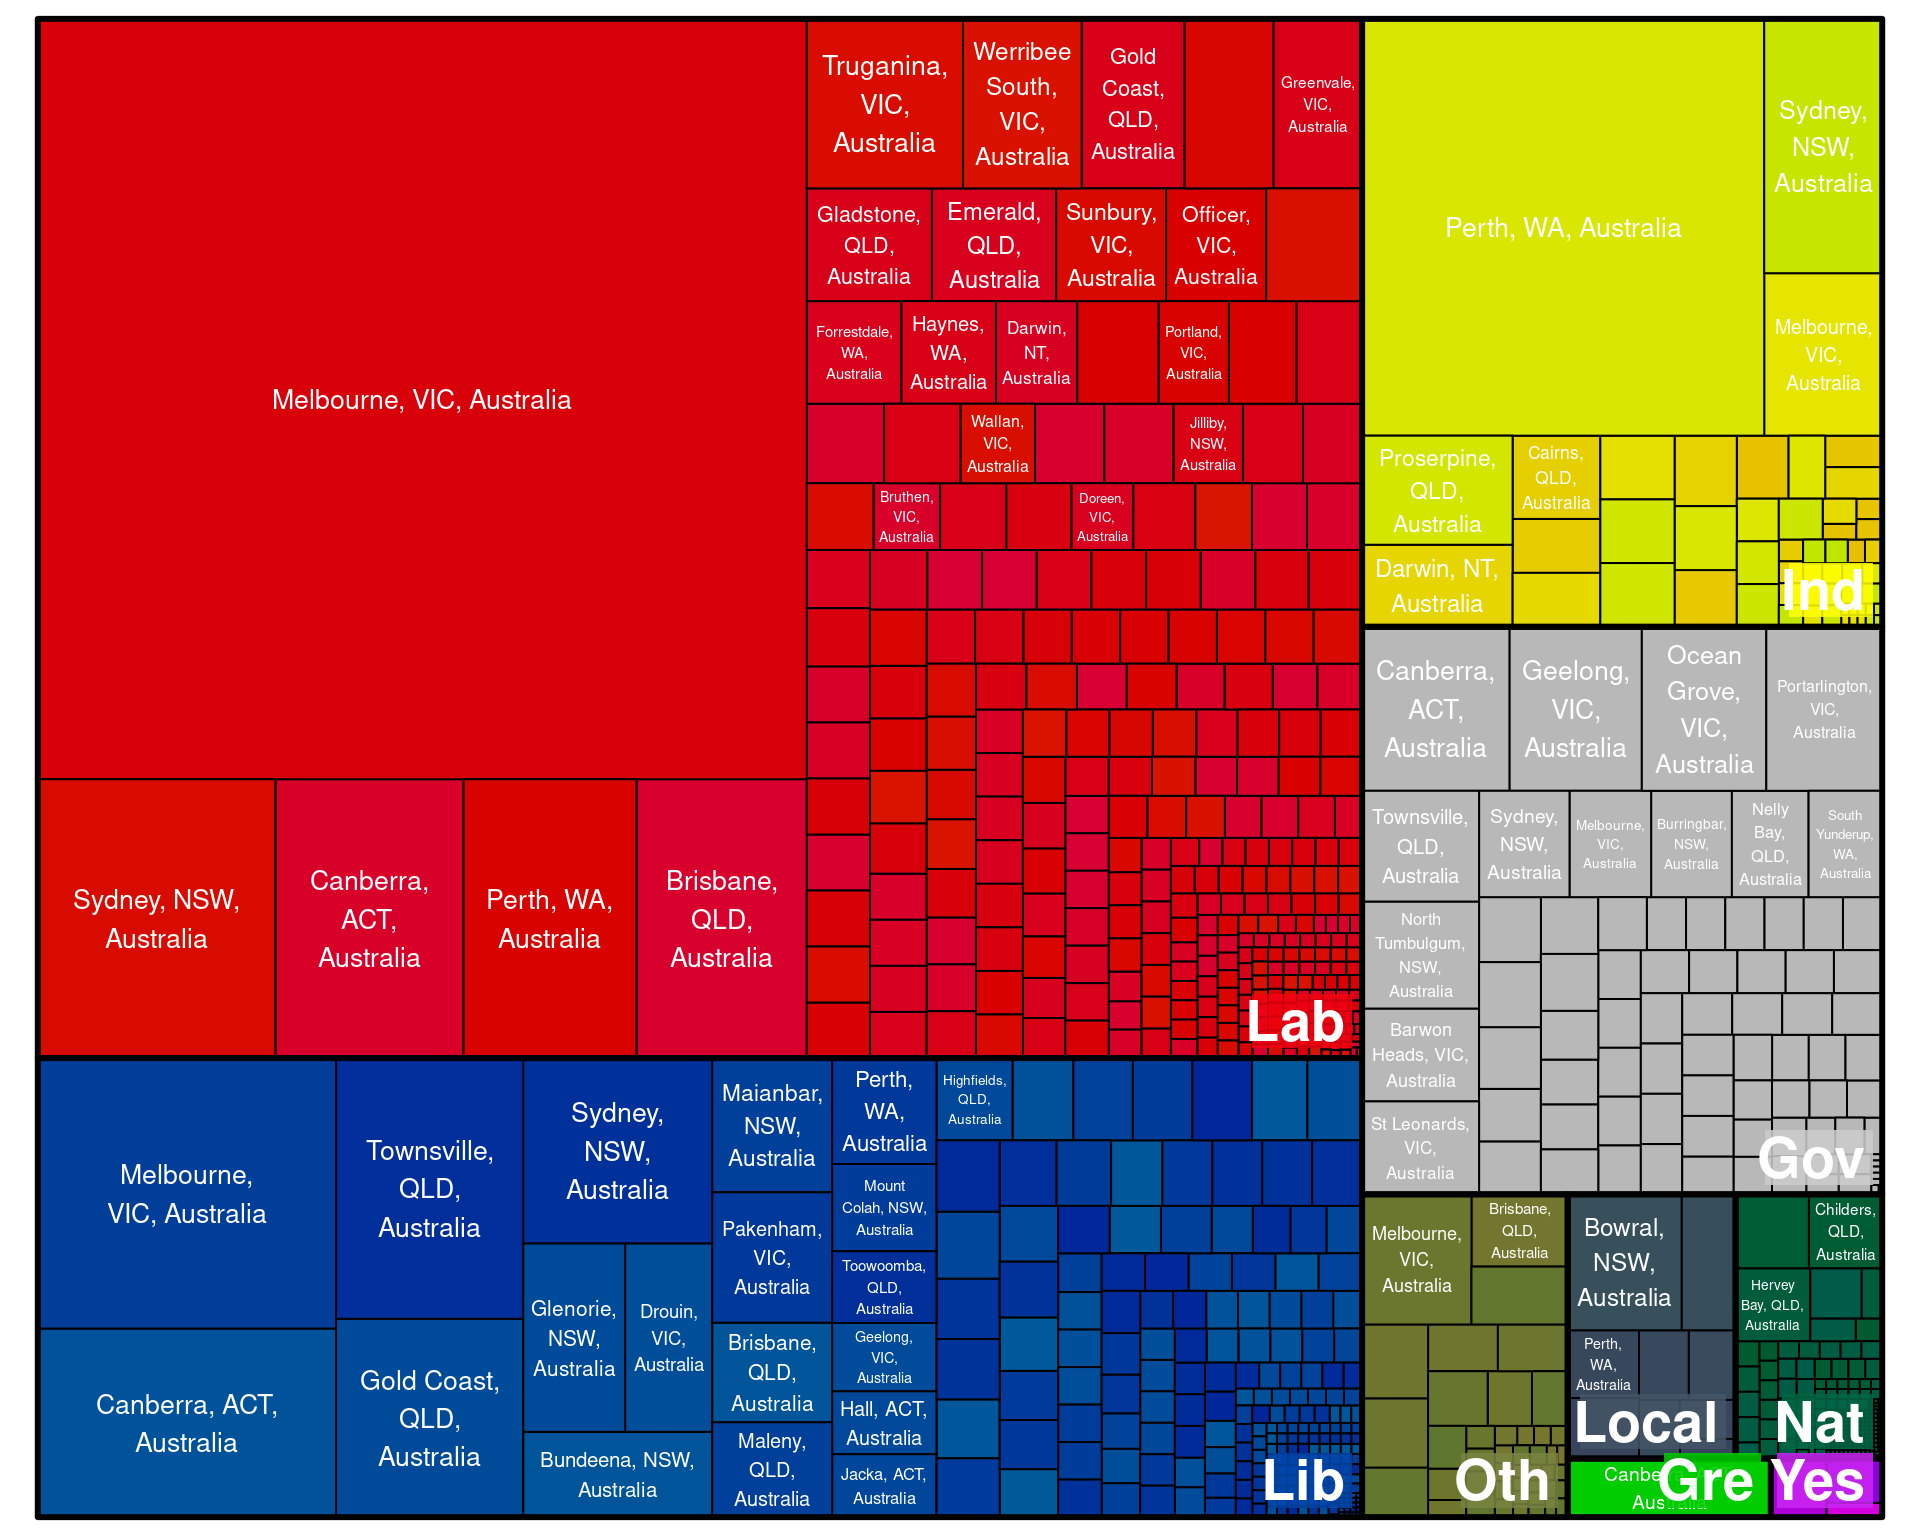 Melbourne, VIC, Australia
Sydney, NSW,
Australia
Canberra,
ACT,
Australia
Perth, WA,
Australia
Brisbane,
QLD,
Australia
Truganina,
VIC,
Australia
Werribee
South,
VIC,
Australia
Gold
Coast,
QLD,
Australia
Greenvale,
VIC,
Australia
Gladstone,
QLD,
Australia
Emerald,
QLD,
Australia
Sunbury,
VIC,
Australia
Officer,
VIC,
Australia
Forrestdale,
WA,
Australia
Haynes,
WA,
Australia
Darwin,
NT,
Australia
Portland,
VIC,
Australia
Wallan,
VIC,
Australia
Jilliby,
NSW,
Australia
Bruthen,
VIC,
Australia
Doreen,
VIC,
Australia
Lab
Melbourne,
VIC, Australia
Canberra, ACT,
Australia
Townsville,
QLD,
Australia
Gold Coast,
QLD,
Australia
Sydney,
NSW,
Australia
Glenorie,
NSW,
Australia
Drouin,
VIC,
Australia
Bundeena, NSW,
Australia
Maianbar,
NSW,
Australia
Pakenham,
VIC,
Australia
Brisbane,
QLD,
Australia
Maleny,
QLD,
Australia
Perth,
WA,
Australia
Mount
Colah, NSW,
Australia
Toowoomba,
QLD,
Australia
Geelong,
VIC,
Australia
Hall, ACT,
Australia
Jacka, ACT,
Australia
Highfields,
QLD,
Australia
Lib
Perth, WA, Australia
Sydney,
NSW,
Australia
Melbourne,
VIC,
Australia
Proserpine,
QLD,
Australia
Darwin, NT,
Australia
Cairns,
QLD,
Australia
Ind
Canberra,
ACT,
Australia
Geelong,
VIC,
Australia
Ocean
Grove,
VIC,
Australia
Portarlington,
VIC,
Australia
Townsville,
QLD,
Australia
Sydney,
NSW,
Australia
Melbourne,
VIC,
Australia
Burringbar,
NSW,
Australia
Nelly
Bay,
QLD,
Australia
South
Yunderup,
WA,
Australia
North
Tumbulgum,
NSW,
Australia
Barwon
Heads, VIC,
Australia
St Leonards,
VIC,
Australia
Gov
Melbourne,
VIC,
Australia
Brisbane,
QLD,
Australia
Oth
Bowral,
NSW,
Australia
Perth,
WA,
Australia
Local
Childers,
QLD,
Australia
Hervey
Bay, QLD,
Australia
Nat
Australia
Gre
Yes